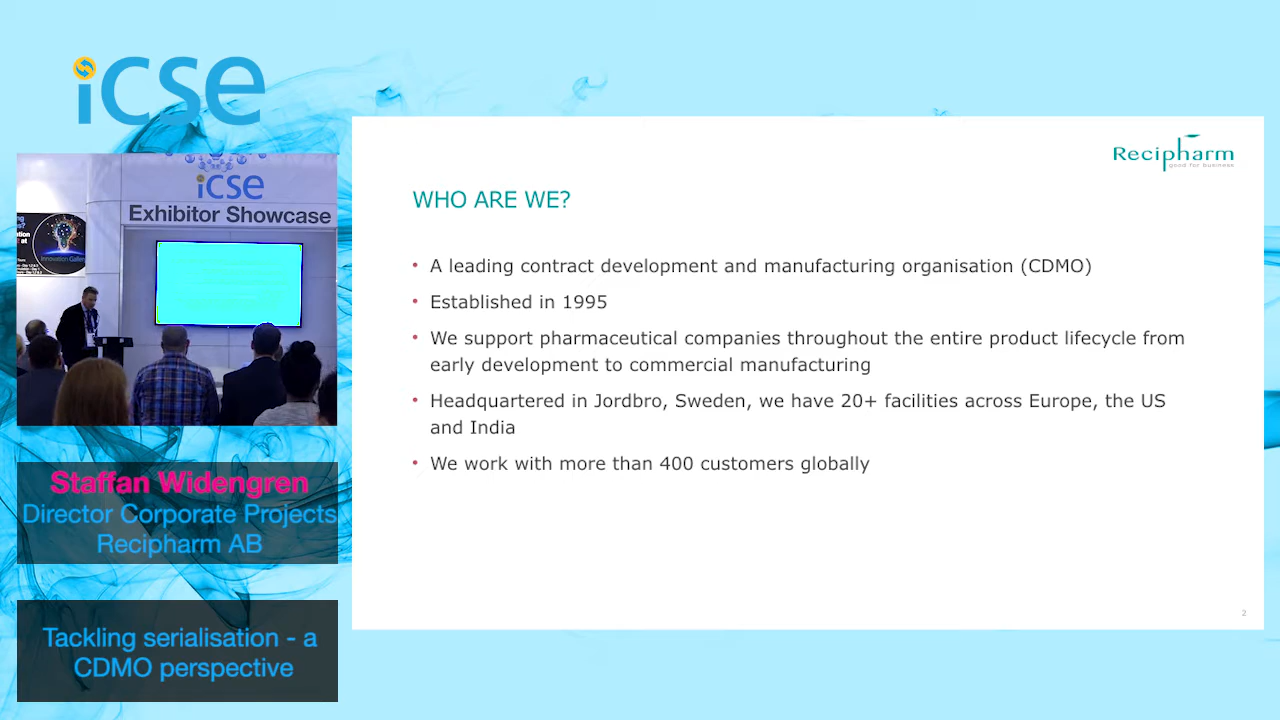 icse
icse
Exhibitor Showcase
Innovation Gallery
Staffan Widengren
Director Corporate Projects
Recipharm AB
Tackling serialisation - a
CDMO perspective
Recipharm
good for business
WHO ARE WE?
• A leading contract development and manufacturing organisation (CDMO)
• Established in 1995
• We support pharmaceutical companies throughout the entire product lifecycle from
early development to commercial manufacturing
• Headquartered in Jordbro, Sweden, we have 20+ facilities across Europe, the US
and India
• We work with more than 400 customers globally
2